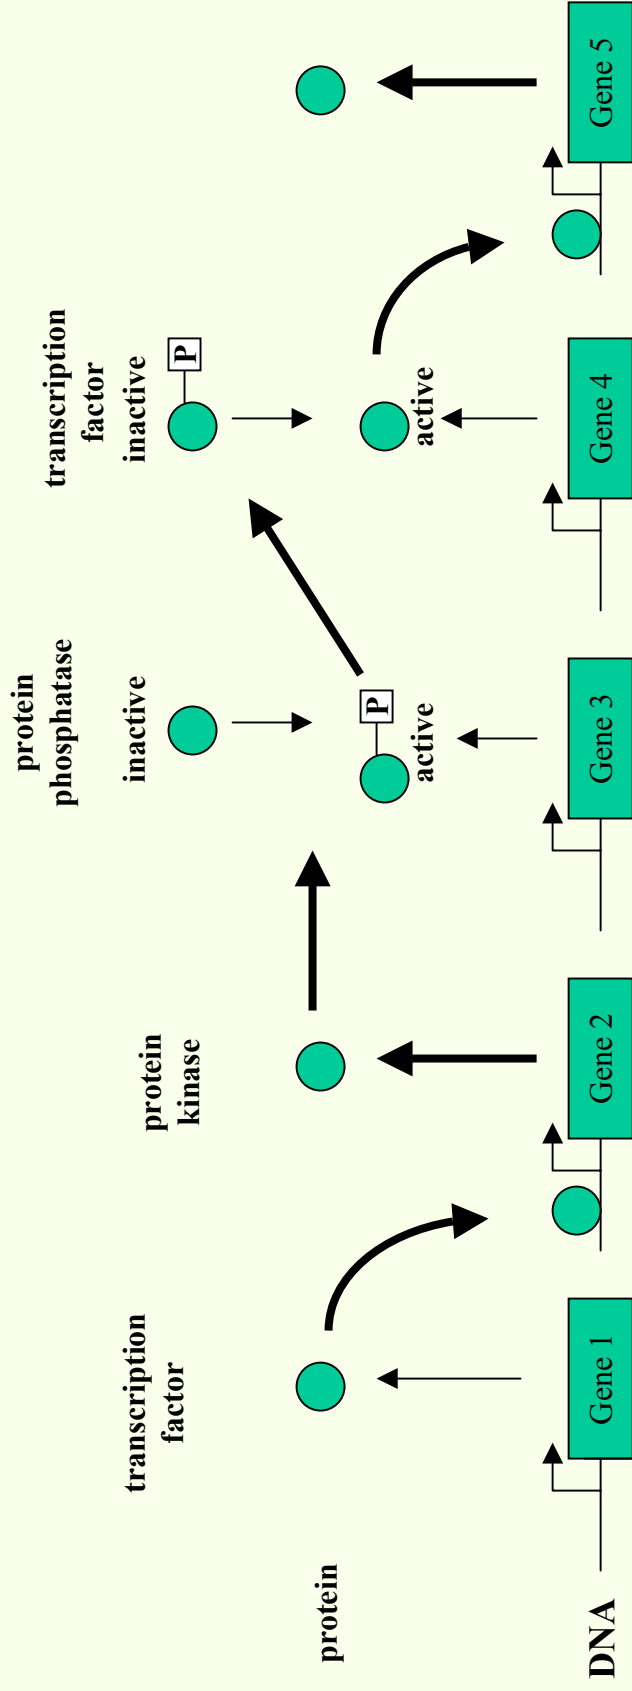 transcription
factor
protein
kinase
protein
phosphatase
inactive
P
active
transcription
factor
inactive
P
active
protein
DNA
Gene 1
Gene 2
Gene 3
Gene 4
Gene 5